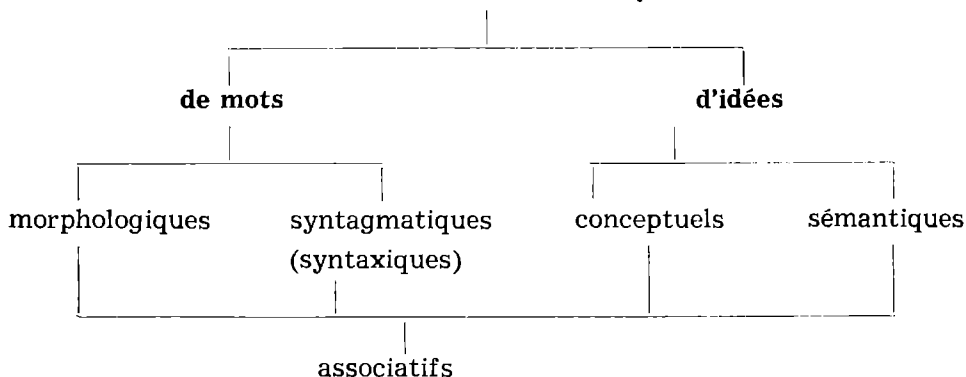 de mots d'idées
morphologiques syntagmatiques conceptuels sémantiques
(syntaxiques)
associatifs